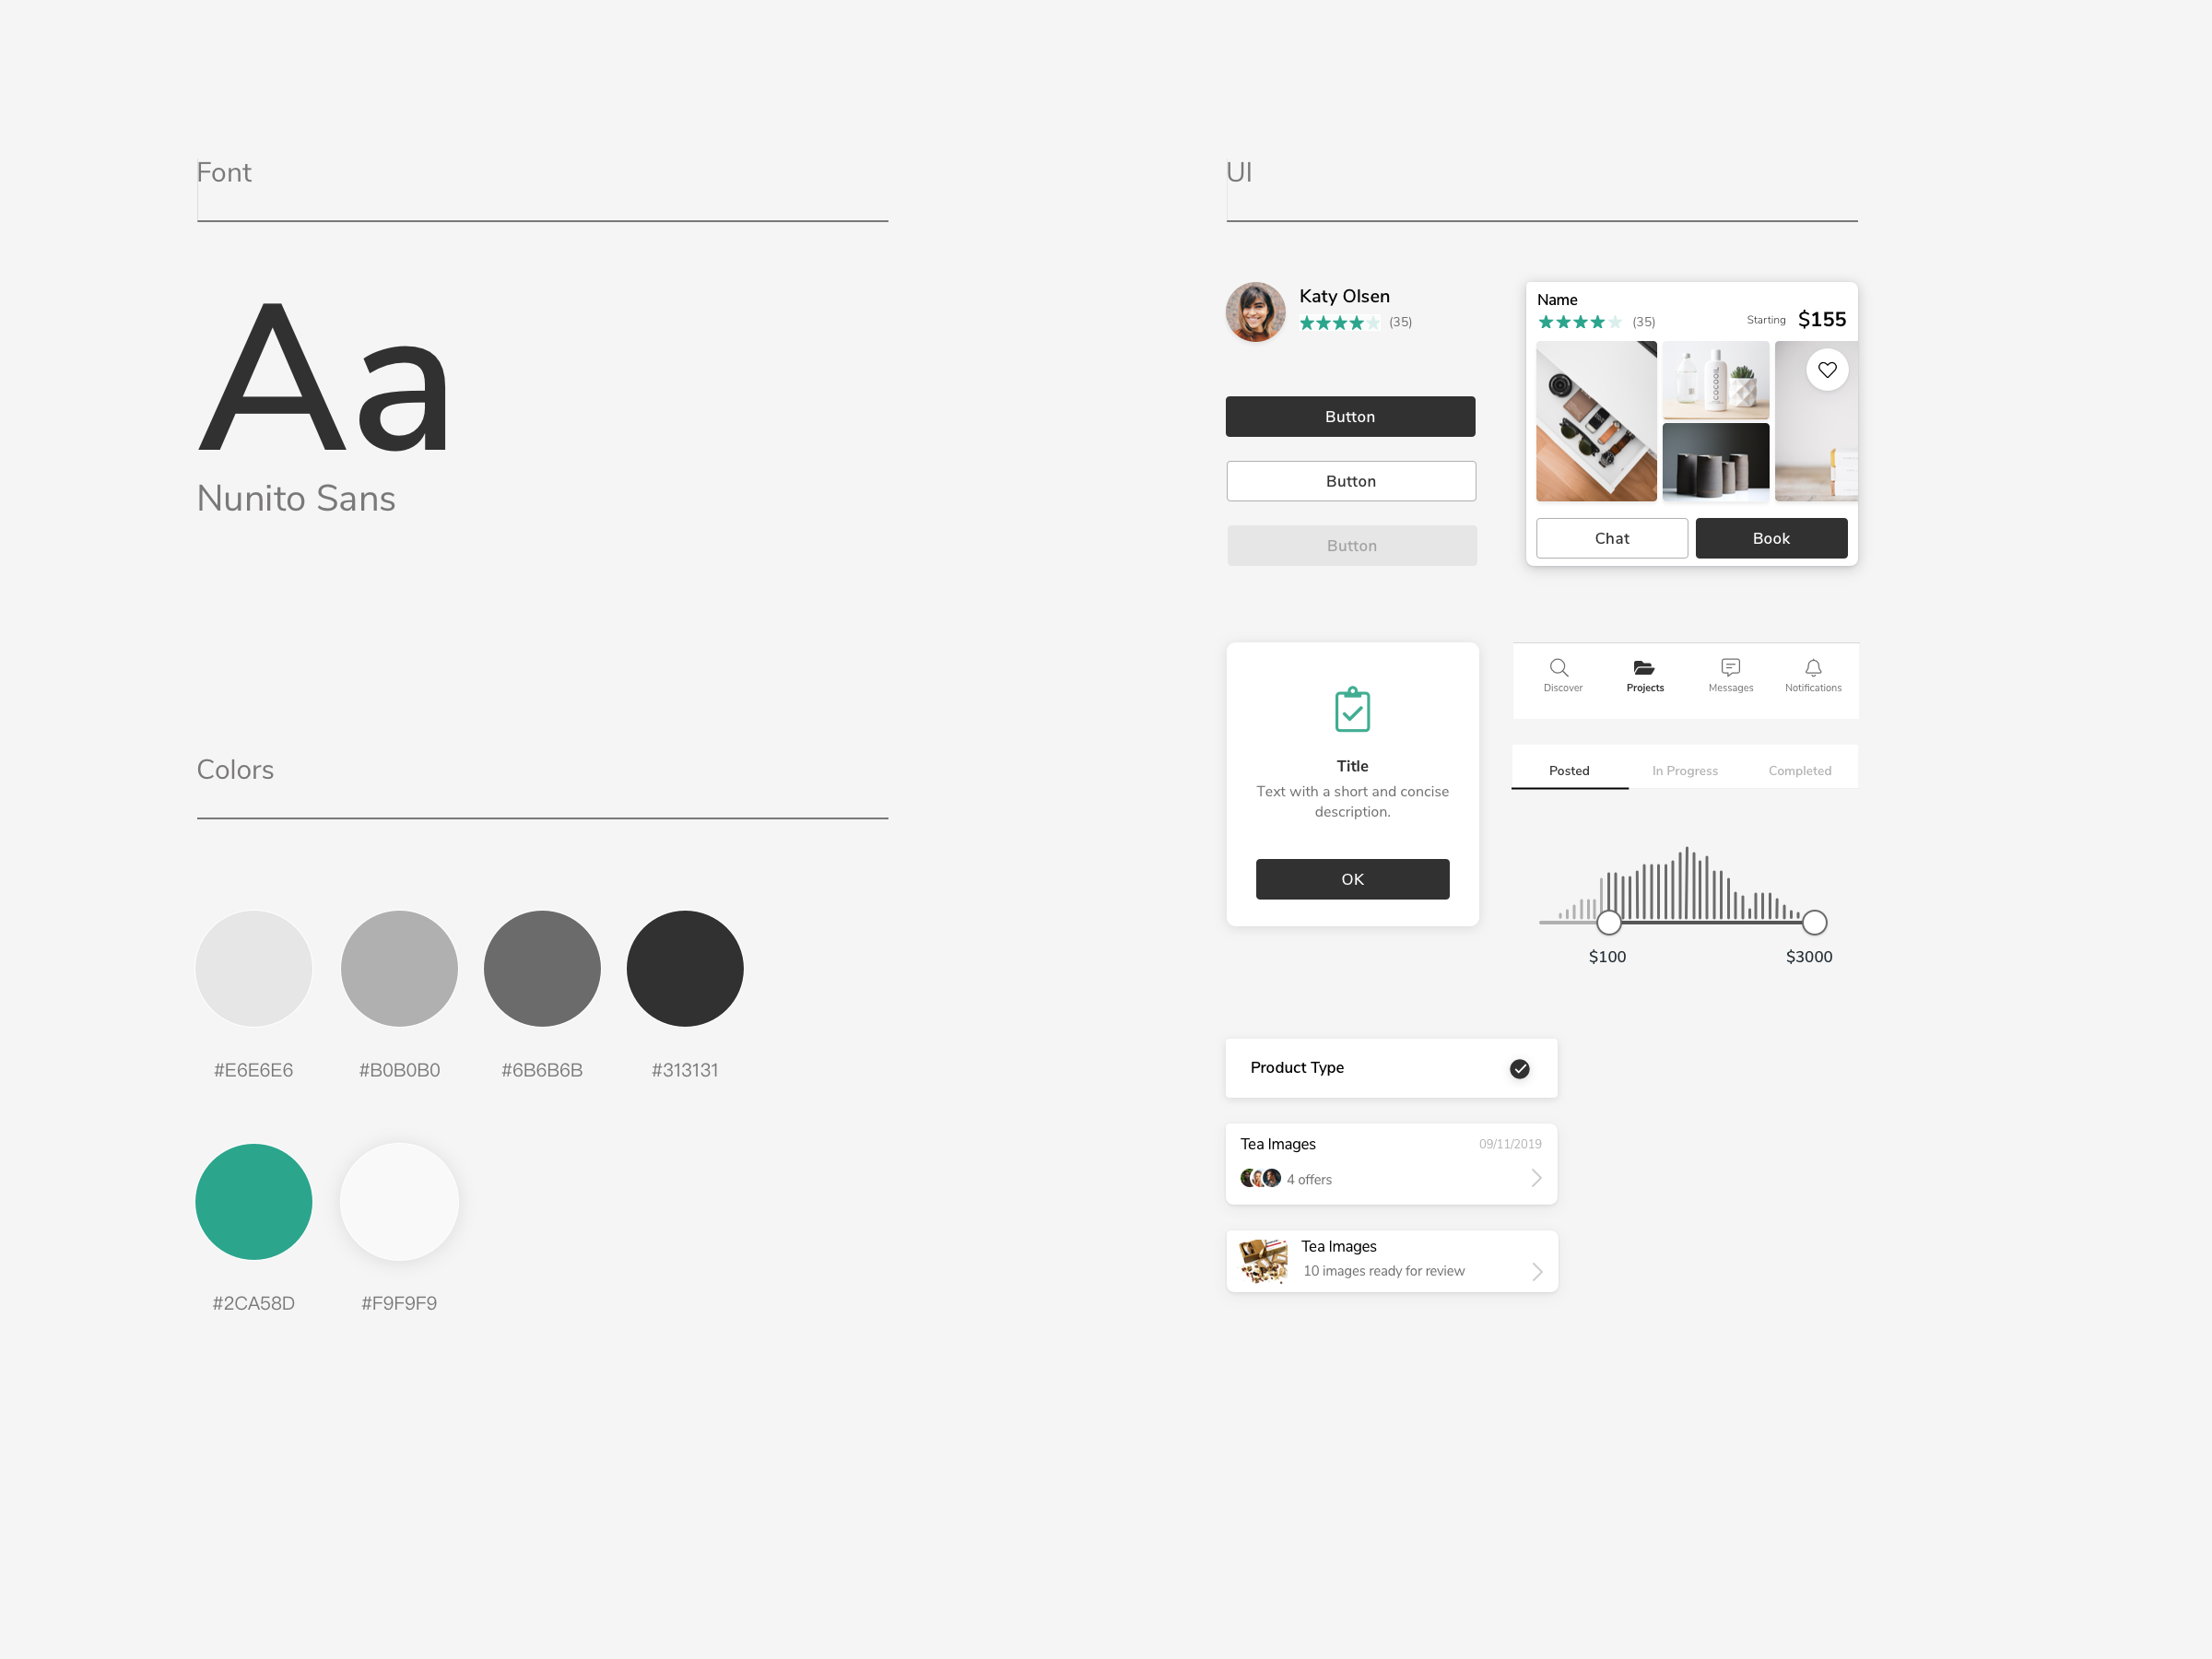 Font
Aa
Nunito Sans
Colors
#E6E6E6
#B0B0B0
#6B6B6B
#313131
#2CA58D
#F9F9F9
UI
Katy Olsen
(35)
Button
Button
Button
Name
(35)
Starting
$155
COCOOIL
Chat
Book
Title
Text with a short and concise
description.
OK
Discover
Projects
Messages
Notifications
Posted
In Progress
Completed
$100
$3000
Product Type
Tea Images
09/11/2019
4 offers
Tea Images
10 images ready for review